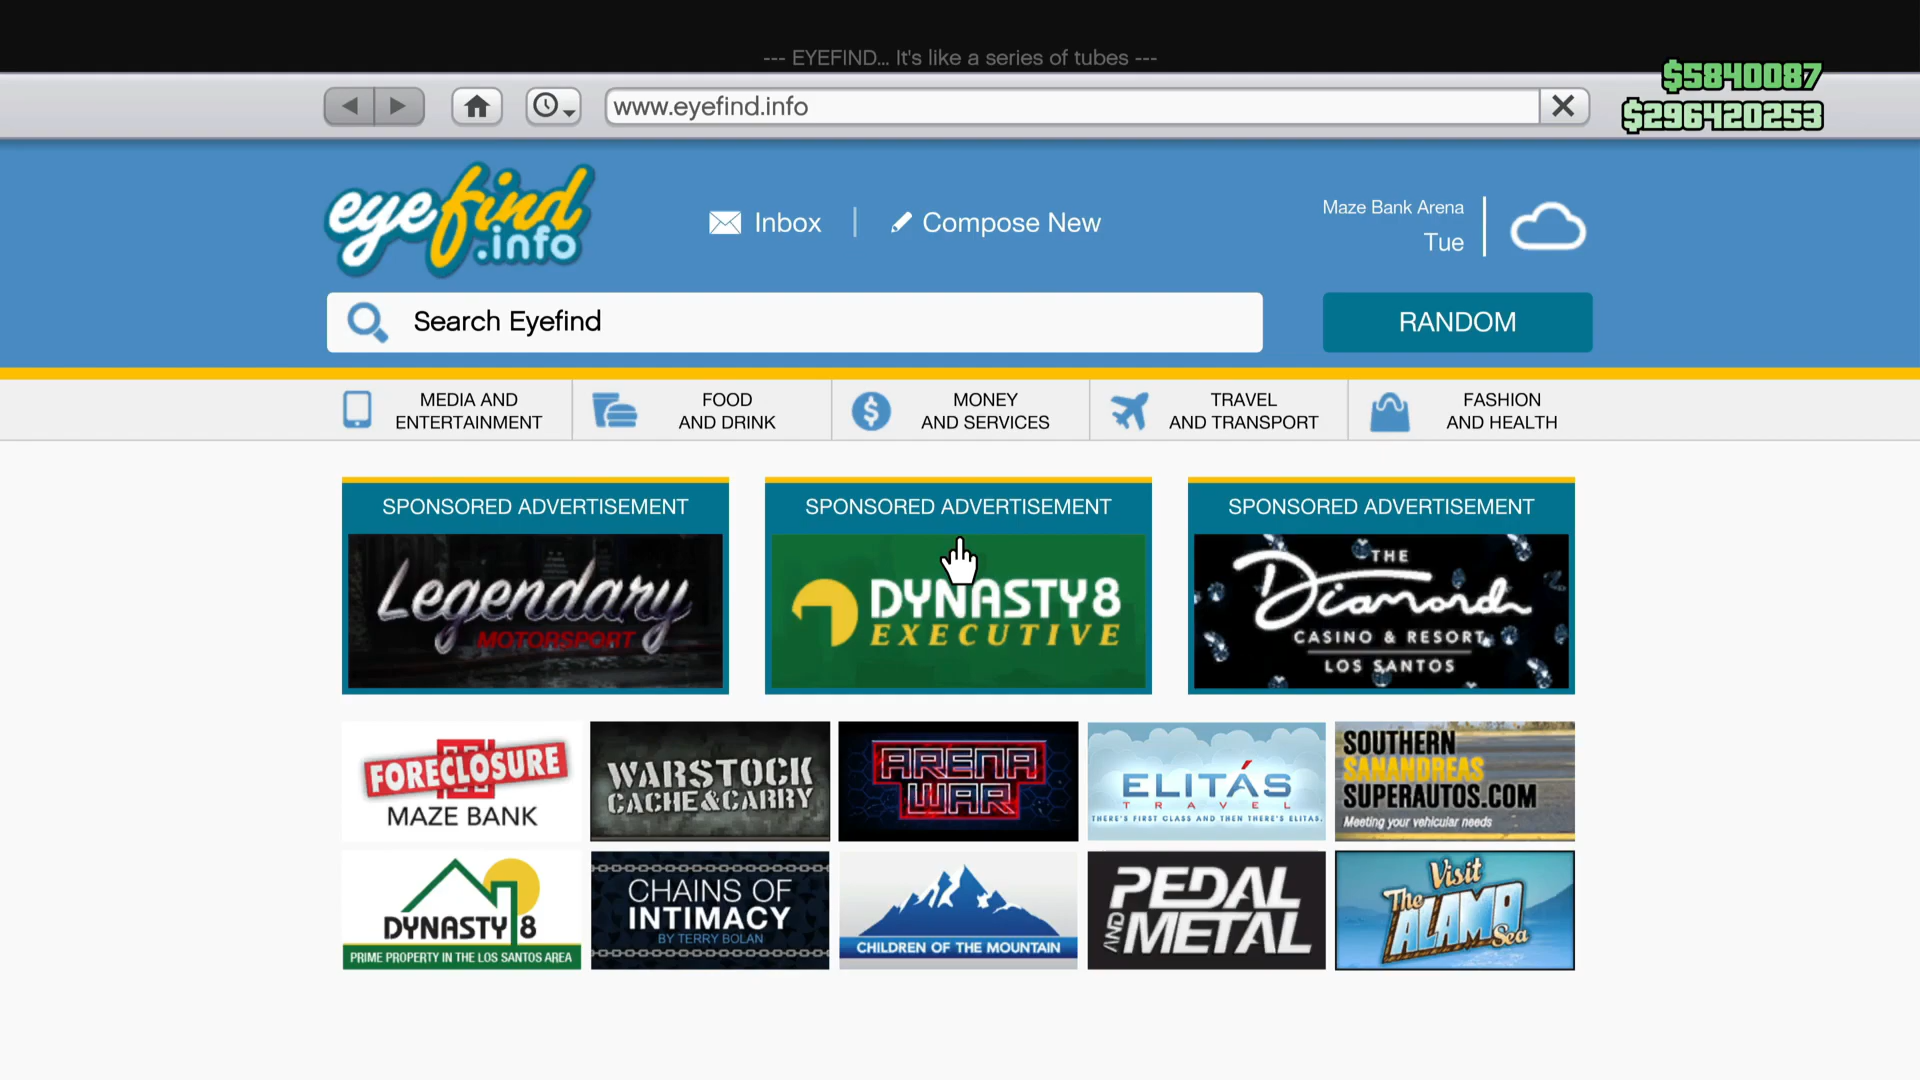 --- EYEFIND... It's like a series of tubes ---
$5840087
www.eyefind.info
$296420253
eyefind.info
Inbox
Compose New
Maze Bank Arena
Tue
Search Eyefind
RANDOM
MEDIA AND
ENTERTAINMENT
FOOD
AND DRINK
MONEY
AND SERVICES
TRAVEL
AND TRANSPORT
FASHION
AND HEALTH
SPONSORED ADVERTISEMENT
Legendary
MOTORSPORT
SPONSORED ADVERTISEMENT
DYNASTY 8
EXECUTIVE
SPONSORED ADVERTISEMENT
THE
Diamond
CASINO & RESORT
LOS SANTOS
FORECLOSURE
MAZE BANK
WARSTOCK
CACHE&CARRY
ARENA
WAR
ELITÁS
TRAVEL
THERE'S FIRST CLASS AND THEN THERE'S ELITAS.
SOUTHERN
SANANDREAS
SUPERAUTOS.COM
Meeting your vehicular needs
DYNASTY 8
PRIME PROPERTY IN THE LOS SANTOS AREA
CHAINS OF
INTIMACY
BY TERRY BOLAN
CHILDREN OF THE MOUNTAIN
PEDAL
AND METAL
Visit
The ALAMO Sea